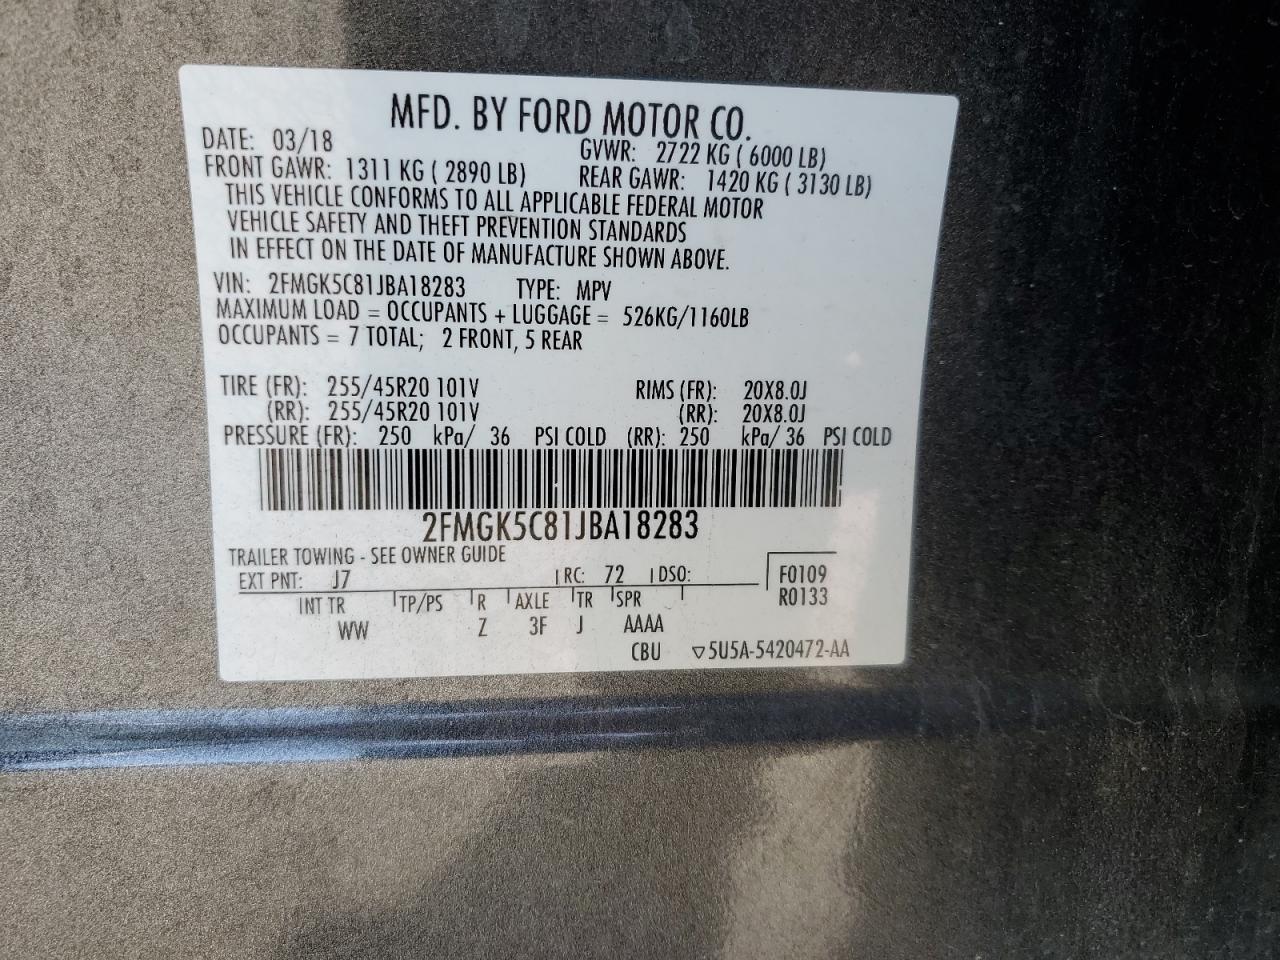 MFD. BY FORD MOTOR CO.
DATE: 03/18 GVWR: 2722 KG ( 6000 LB)
FRONT GAWR: 1311 KG ( 2890 LB) REAR GAWR: 1420 KG ( 3130 LB)
THIS VEHICLE CONFORMS TO ALL APPLICABLE FEDERAL MOTOR
VEHICLE SAFETY AND THEFT PREVENTION STANDARDS
IN EFFECT ON THE DATE OF MANUFACTURE SHOWN ABOVE.
VIN: 2FMGK5C81JBA18283 TYPE: MPV
MAXIMUM LOAD = OCCUPANTS + LUGGAGE = 526KG/1160LB
OCCUPANTS = 7 TOTAL; 2 FRONT, 5 REAR
TIRE (FR): 255/45R20 101V RIMS (FR): 20X8.0J
(RR): 255/45R20 101V (RR): 20X8.0J
PRESSURE (FR): 250 kPa/ 36 PSI COLD (RR): 250 kPa/ 36 PSI COLD
2FMGK5C81JBA18283
TRAILER TOWING - SEE OWNER GUIDE
EXT PNT: J7 RC: 72 DSO: F0109
INT TR TP/PS R AXLE TR SPR R0133
WW Z 3F J AAAA
CBU ▽5U5A-5420472-AA